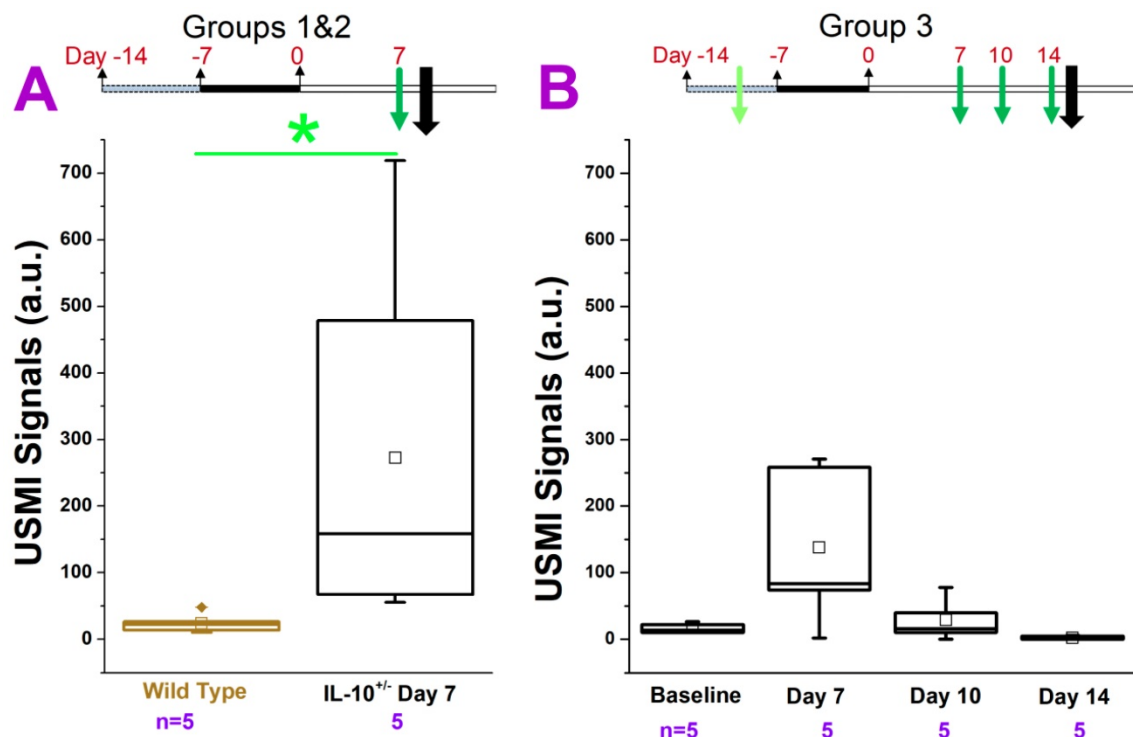 Groups 1&2
Day -14 -7 0 7
A
*
USMI Signals (a.u.)
700
600
500
400
300
200
100
0
Wild Type IL-10+/- Day 7
n=5 5
Group 3
Day -14 -7 0 7 10 14
B
USMI Signals (a.u.)
700
600
500
400
300
200
100
0
Baseline Day 7 Day 10 Day 14
n=5 5 5 5